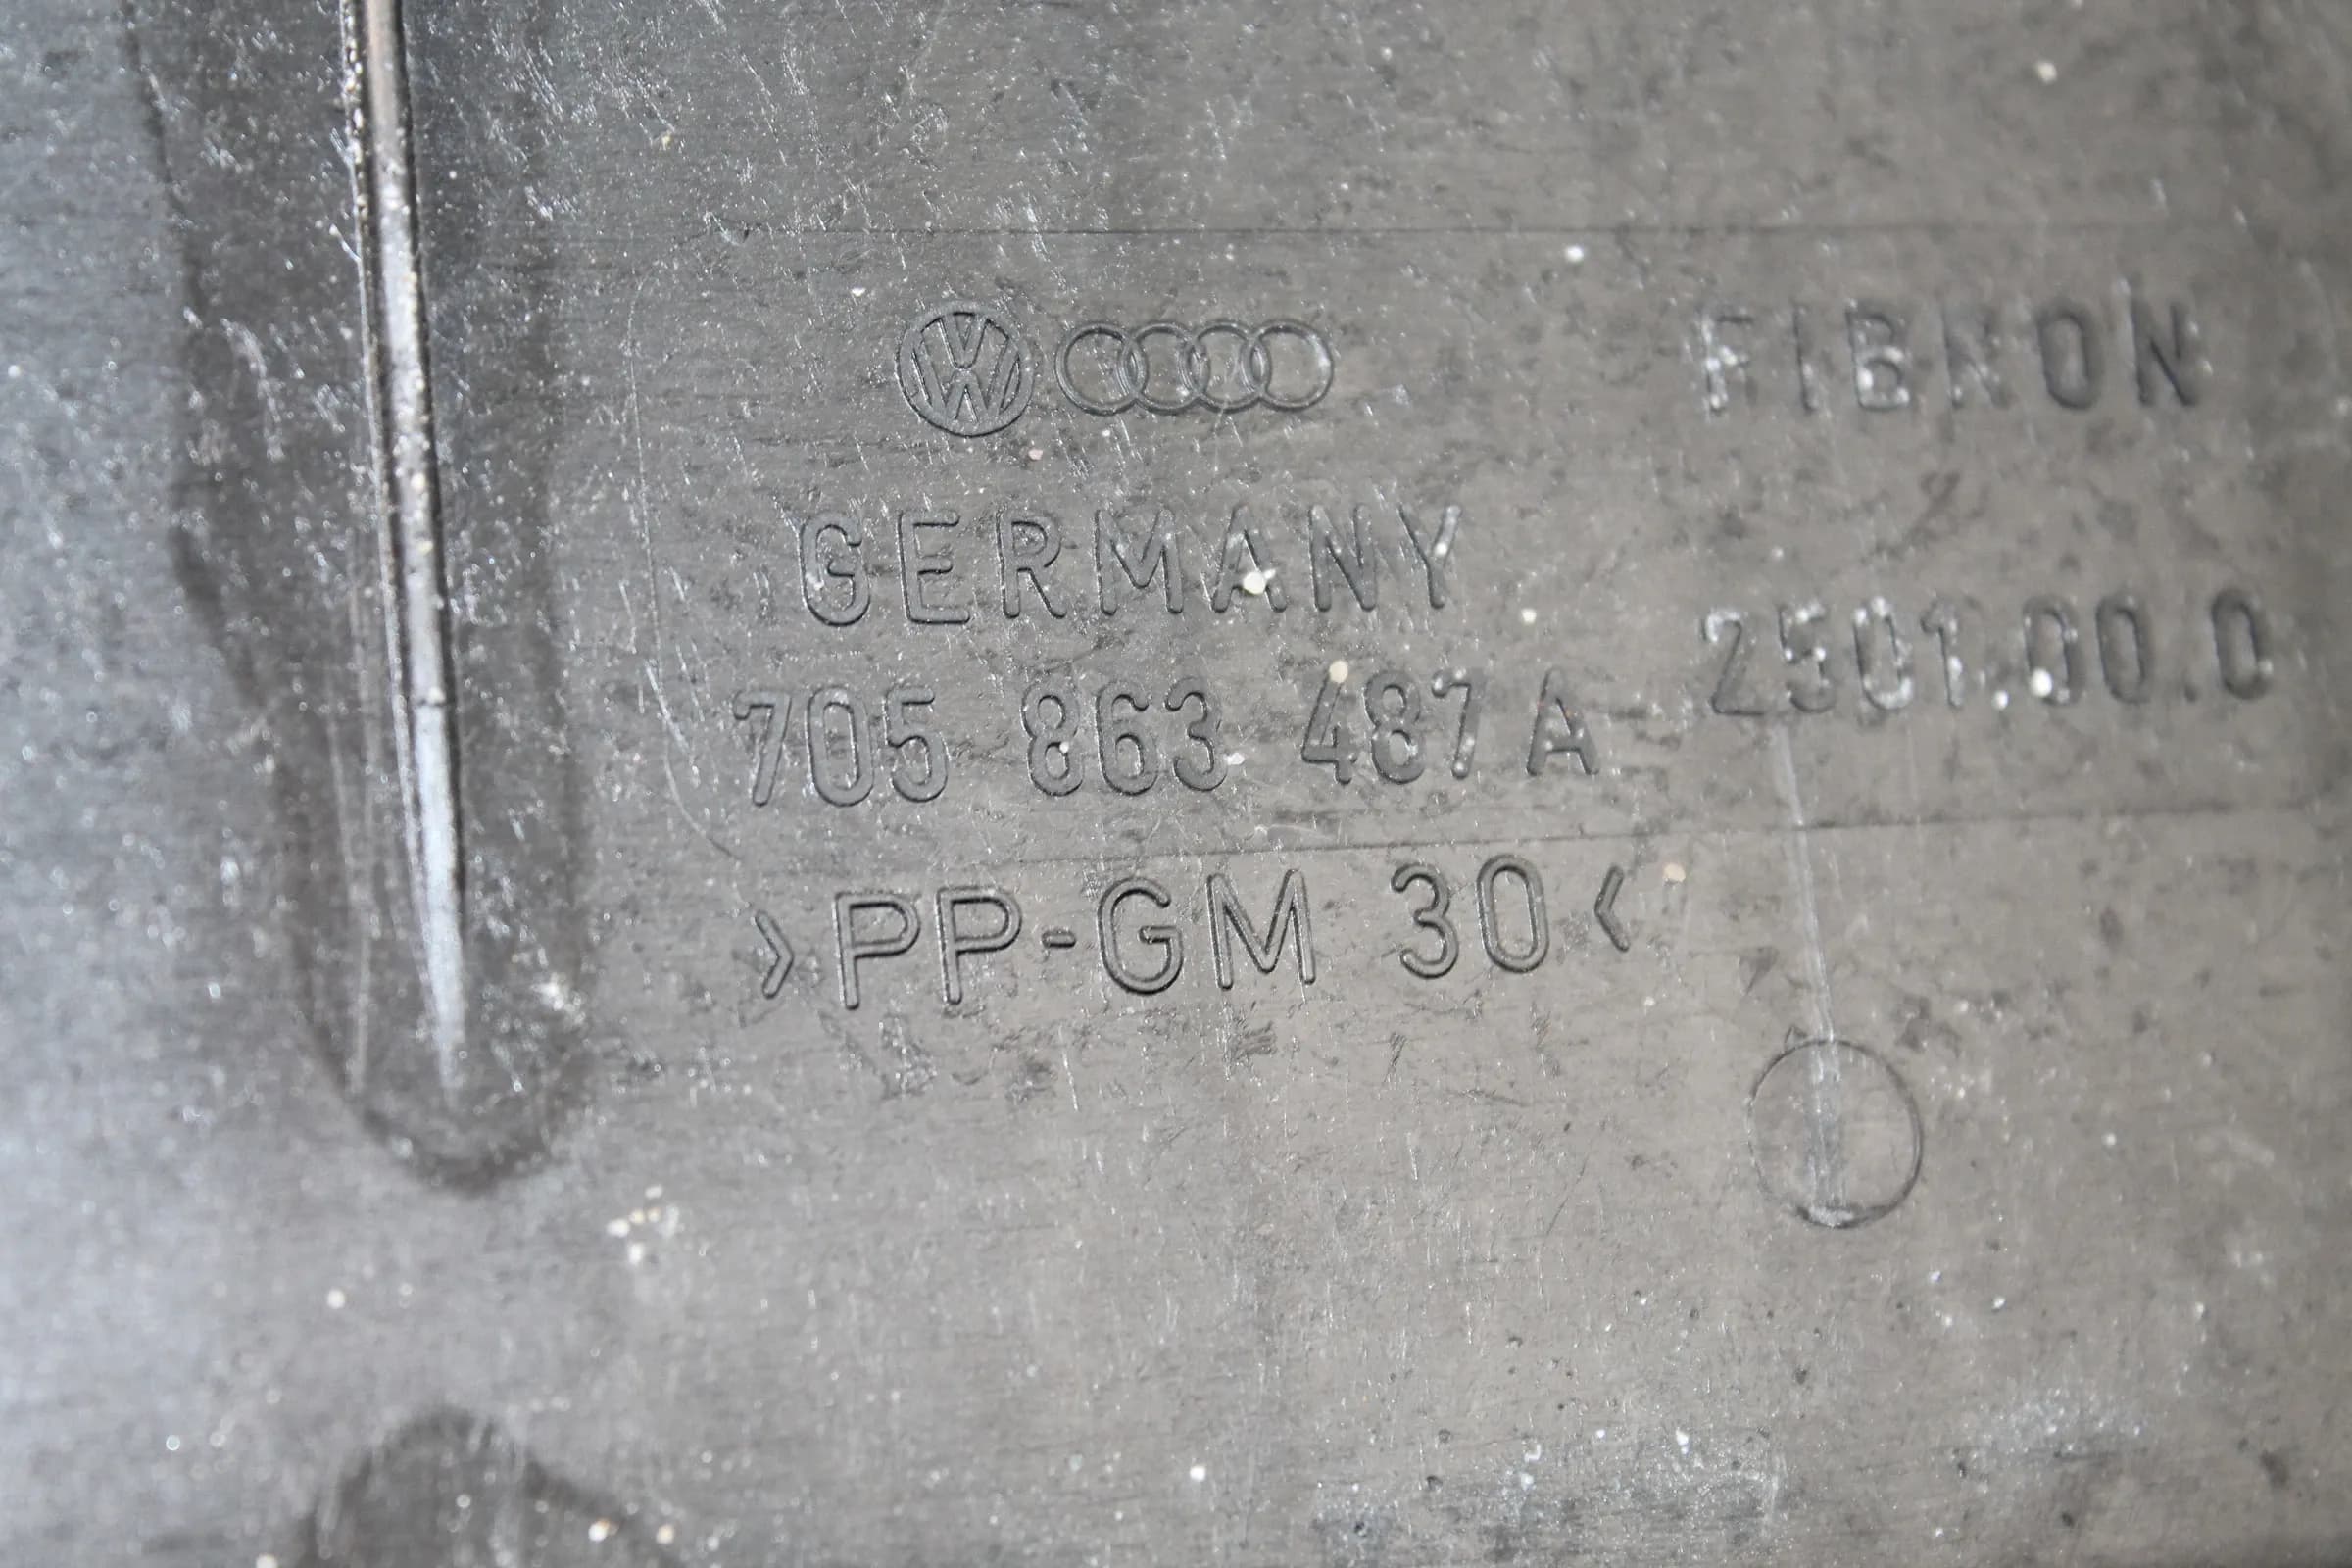 FIBRON
GERMANY
2501.00.0
705 863 487 A
>PP-GM 30<